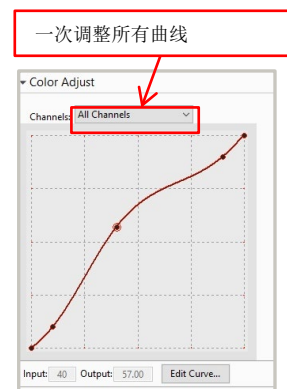 一次调整所有曲线
Color Adjust
Channels: All Channels
Input: 40 Output: 57.00 Edit Curve...